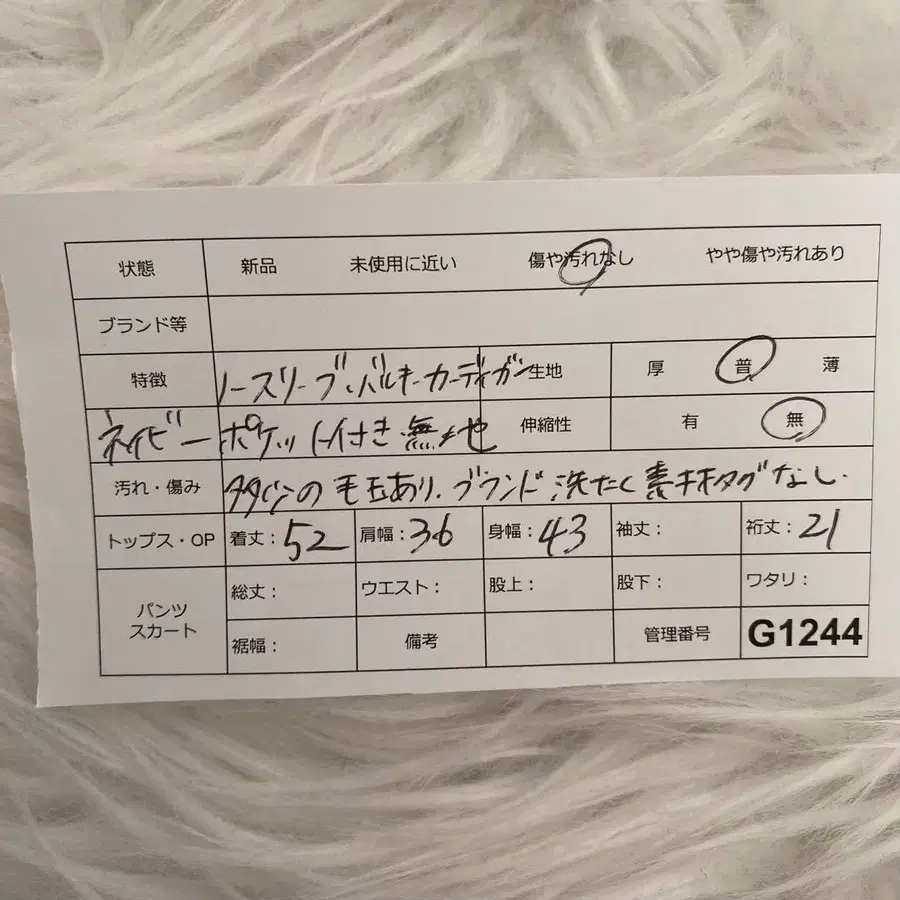 状態 新品 未使用に近い 傷や汚れなし やや傷や汚れあり
ブランド等
特徴 ノースリーブ・バルキーカーディガン 生地 厚 普 薄
ネイビー ポケット付き 無地 伸縮性 有 無
汚れ・傷み の毛玉あり. ブランド 洗たく 素材タグなし.
トップス・OP 着丈: 52 肩幅: 36 身幅: 43 袖丈: 裄丈: 21
パンツ スカート 総丈: ウエスト: 股上: 股下: ワタリ:
裾幅: 備考 管理番号 G1244